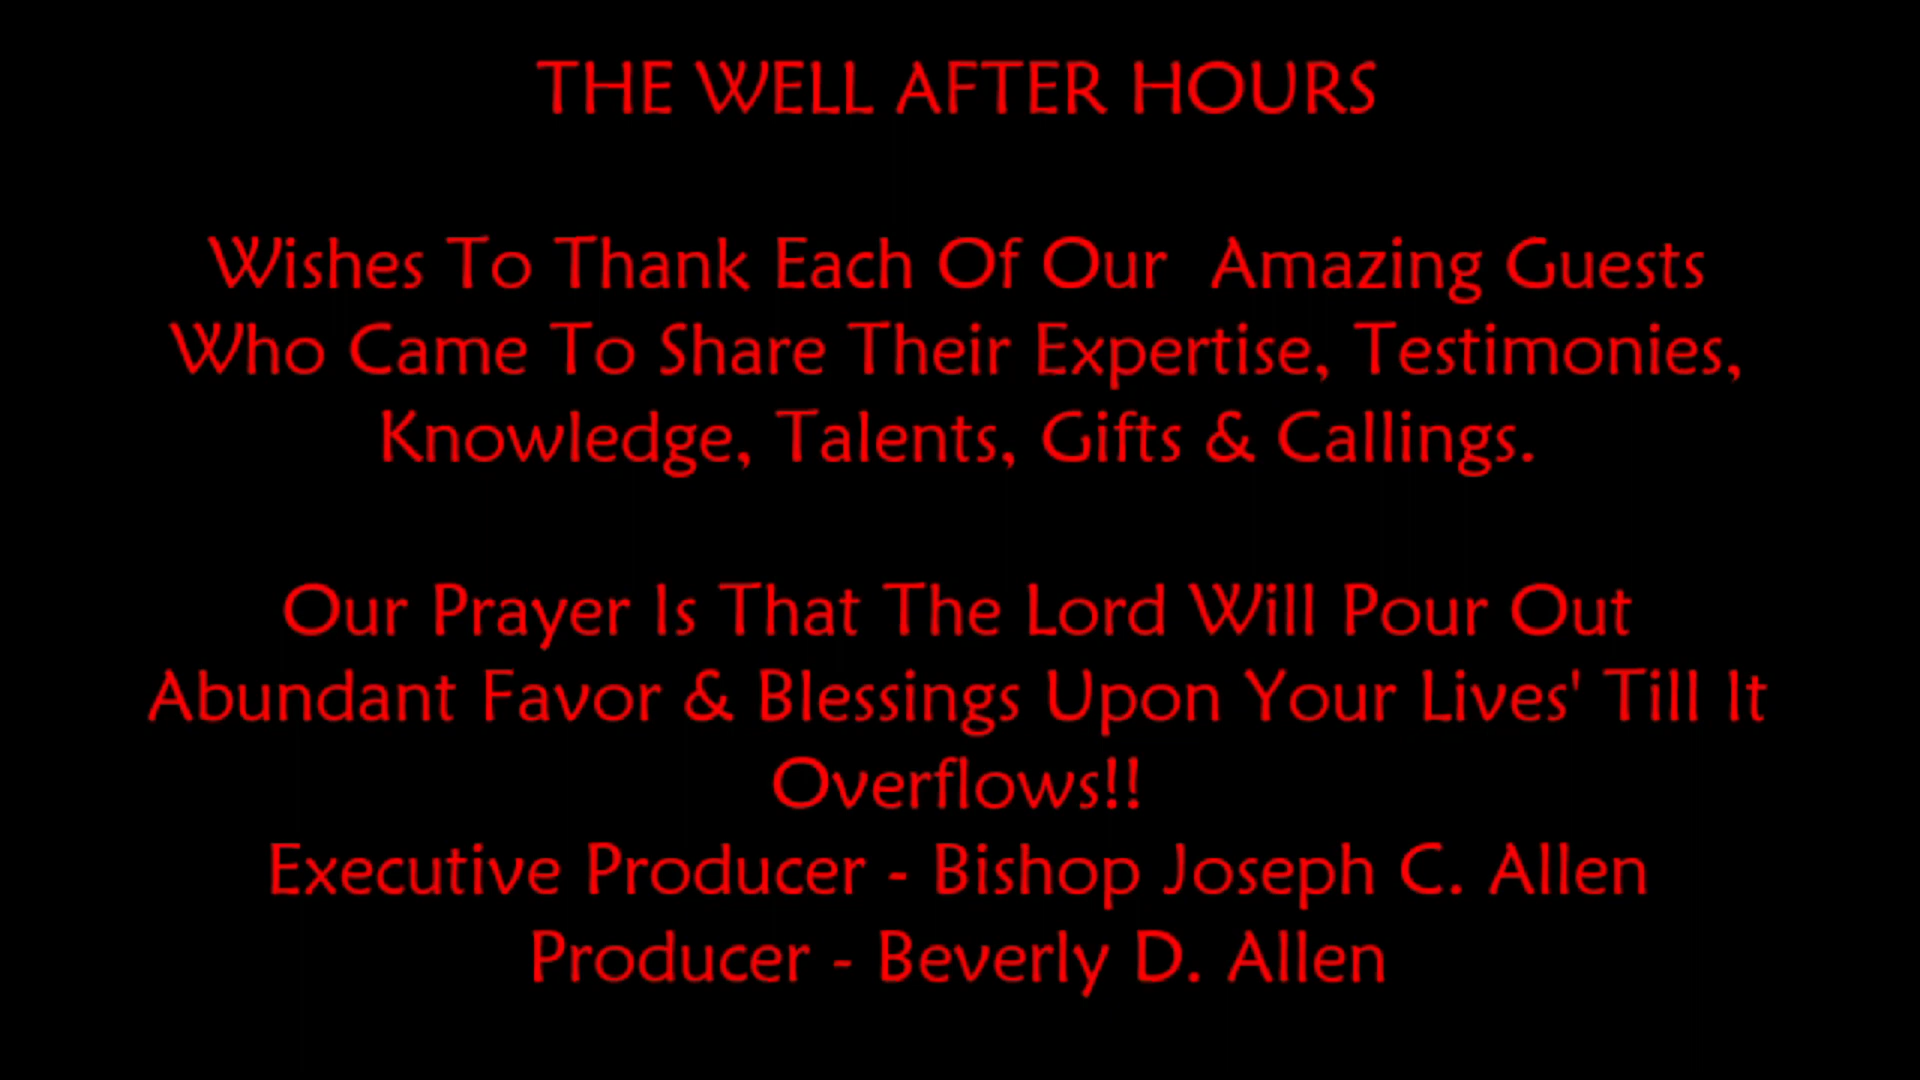 THE WELL AFTER HOURS
Wishes To Thank Each Of Our  Amazing Guests
Who Came To Share Their Expertise, Testimonies,
Knowledge, Talents, Gifts & Callings.
Our Prayer Is That The Lord Will Pour Out
Abundant Favor & Blessings Upon Your Lives' Till It
Overflows!!
Executive Producer - Bishop Joseph C. Allen
Producer - Beverly D. Allen